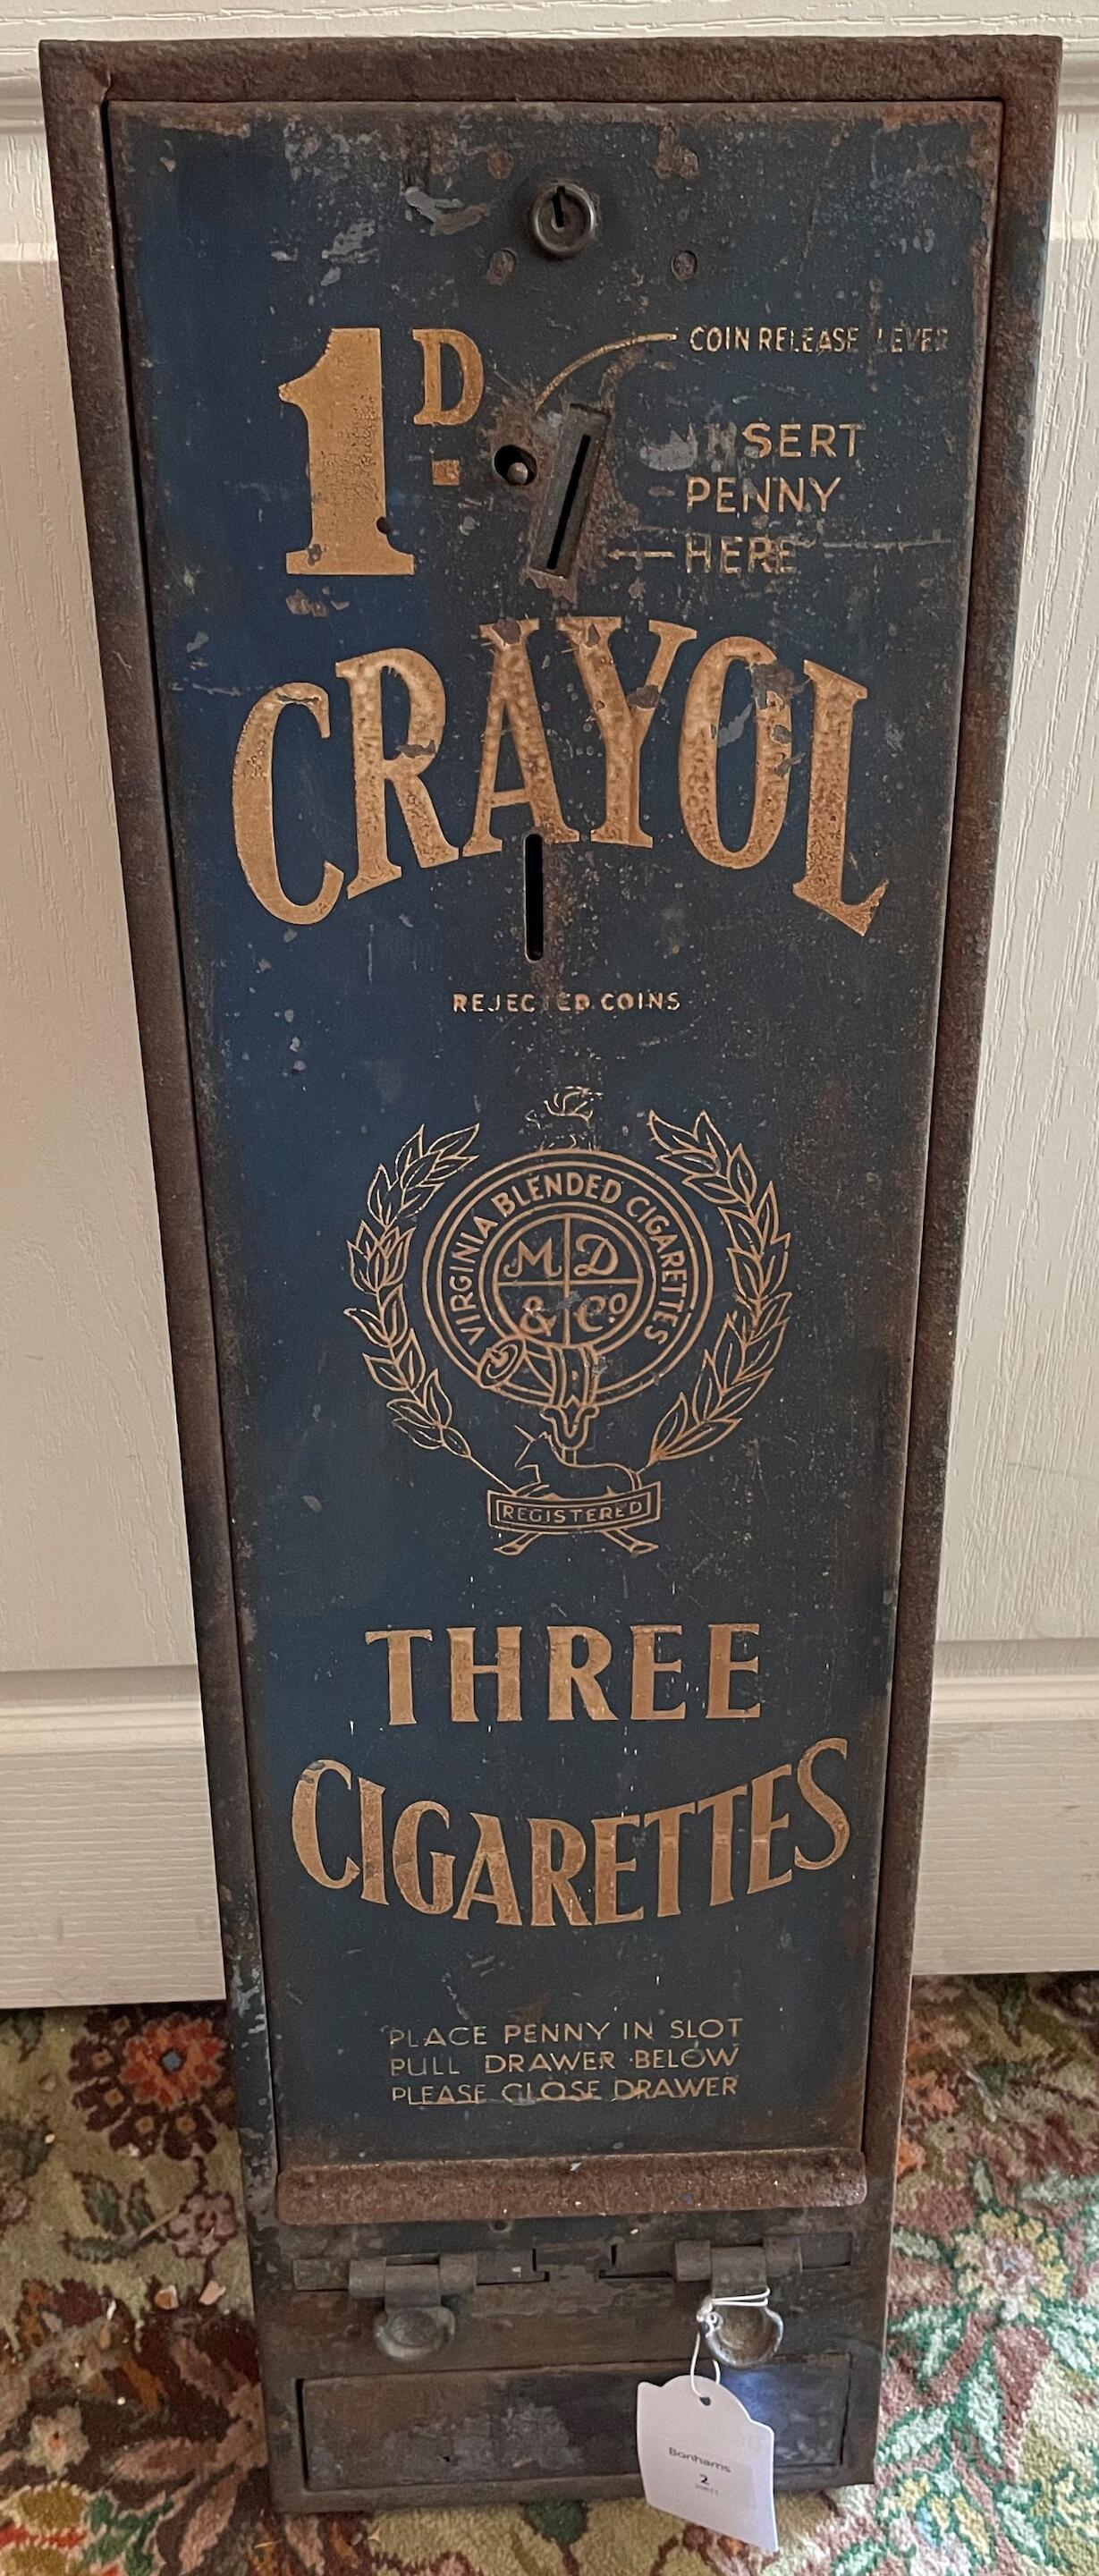 1D.
COIN RELEASE LEVER
INSERT
PENNY
HERE
CRAYOL
REJECTED COINS
VIRGINIA BLENDED CIGARETTES
M D
& Co
REGISTERED
THREE
CIGARETTES
PLACE PENNY IN SLOT
PULL DRAWER BELOW
PLEASE CLOSE DRAWER
Bonhams
2